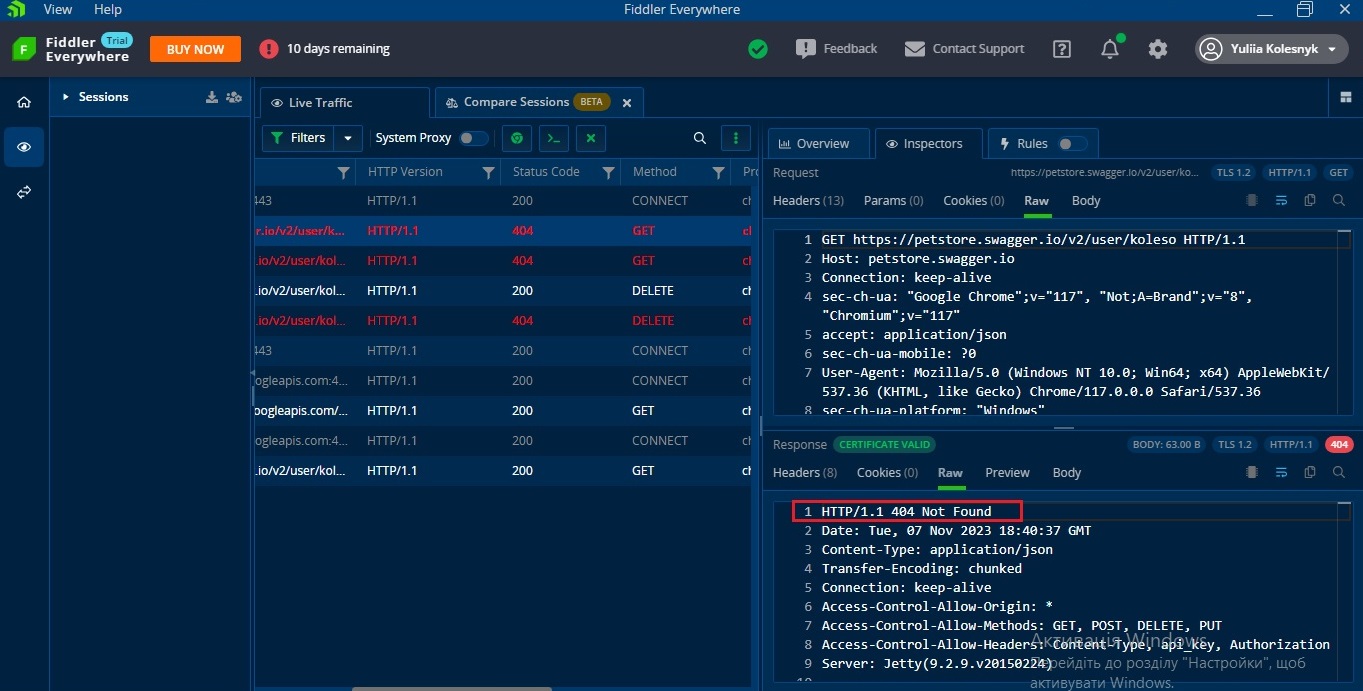 View Help Fiddler Everywhere
Fiddler Trial
Everywhere
BUY NOW
10 days remaining
Feedback
Contact Support
Yuliia Kolesnyk
Sessions
Live Traffic
Compare Sessions BETA
Filters System Proxy
HTTP Version Status Code Method Pro
443 HTTP/1.1 200 CONNECT ch
r.io/v2/user/k... HTTP/1.1 404 GET cl
.io/v2/user/kol... HTTP/1.1 404 GET ch
.io/v2/user/kol... HTTP/1.1 200 DELETE ch
.io/v2/user/kol... HTTP/1.1 404 DELETE ch
443 HTTP/1.1 200 CONNECT ch
ogleapis.com:4... HTTP/1.1 200 CONNECT ch
oogleapis.com/... HTTP/1.1 200 GET ch
ogleapis.com:4... HTTP/1.1 200 CONNECT ch
.io/v2/user/kol... HTTP/1.1 200 GET ch
Overview Inspectors Rules
Request https://petstore.swagger.io/v2/user/ko... TLS 1.2 HTTP/1.1 GET
Headers (13) Params (0) Cookies (0) Raw Body
1 GET https://petstore.swagger.io/v2/user/koleso HTTP/1.1
2 Host: petstore.swagger.io
3 Connection: keep-alive
4 sec-ch-ua: "Google Chrome";v="117", "Not;A=Brand";v="8",
"Chromium";v="117"
5 accept: application/json
6 sec-ch-ua-mobile: ?0
7 User-Agent: Mozilla/5.0 (Windows NT 10.0; Win64; x64) AppleWebKit/
537.36 (KHTML, like Gecko) Chrome/117.0.0.0 Safari/537.36
8 sec-ch-ua-platform: "Windows"
Response CERTIFICATE VALID BODY: 63.00 B TLS 1.2 HTTP/1.1 404
Headers (8) Cookies (0) Raw Preview Body
1 HTTP/1.1 404 Not Found
2 Date: Tue, 07 Nov 2023 18:40:37 GMT
3 Content-Type: application/json
4 Transfer-Encoding: chunked
5 Connection: keep-alive
6 Access-Control-Allow-Origin: *
7 Access-Control-Allow-Methods: GET, POST, DELETE, PUT
8 Access-Control-Allow-Headers: Content-Type, api_key, Authorization
9 Server: Jetty(9.2.9.v20150224)
10
Активація Windows
Перейдіть до розділу "Настройки", щоб
активувати Windows.